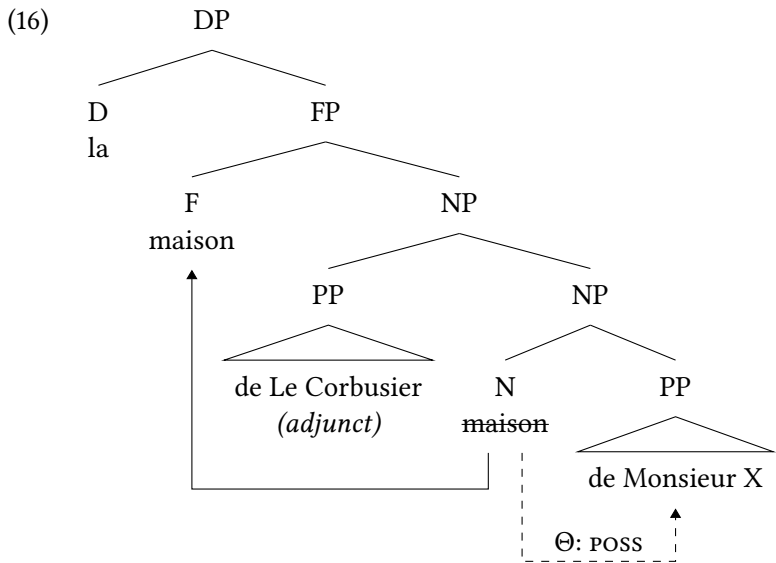 (16) DP
D FP
la
F NP
maison
PP NP
de Le Corbusier N PP
(adjunct) maison
de Monsieur X
Θ: POSS